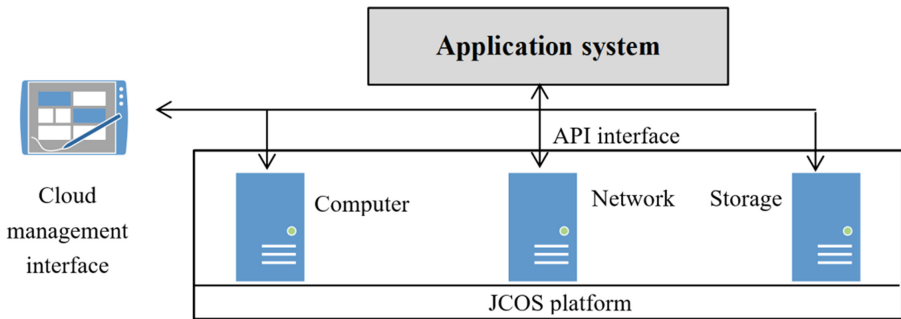 Application system
API interface
Computer
Network
Storage
Cloud
management
interface
JCOS platform